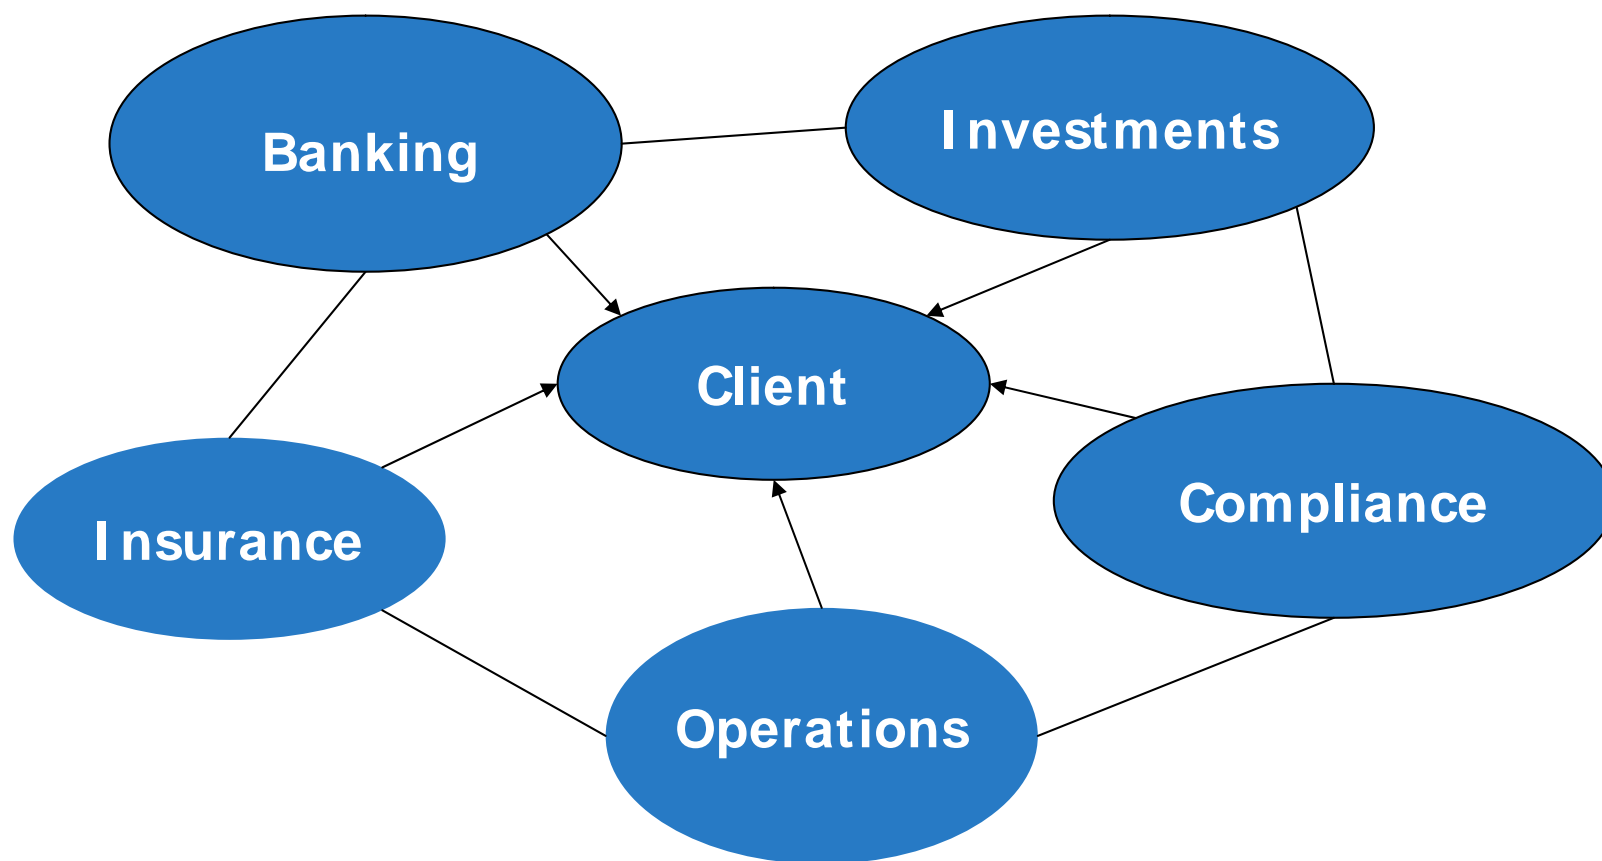 Banking
Investments
Client
Compliance
Insurance
Operations